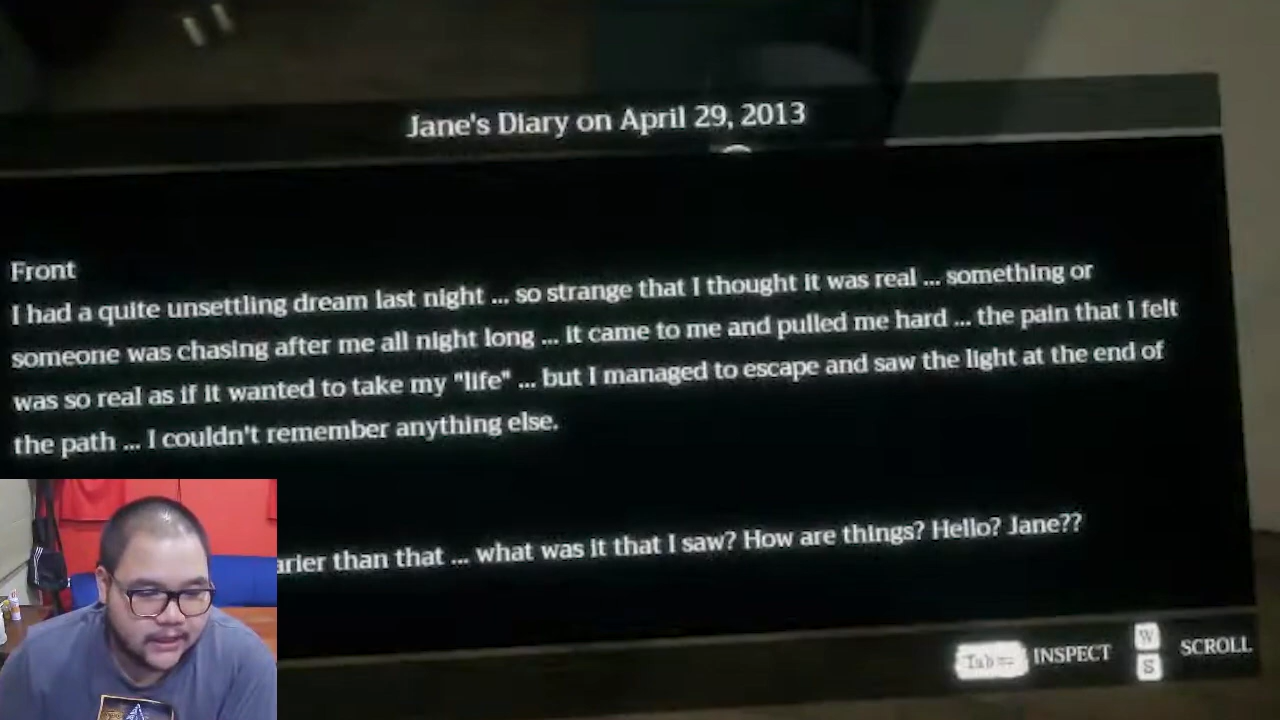 Jane's Diary on April 29, 2013
Front
I had a quite unsettling dream last night ... so strange that I thought it was real ... something or
someone was chasing after me all night long ... it came to me and pulled me hard ... the pain that I felt
was so real as if it wanted to take my "life" ... but I managed to escape and saw the light at the end of
the path ... I couldn't remember anything else.
than that ... what was it that I saw? How are things? Hello? Jane??
Tab INSPECT W S SCROLL